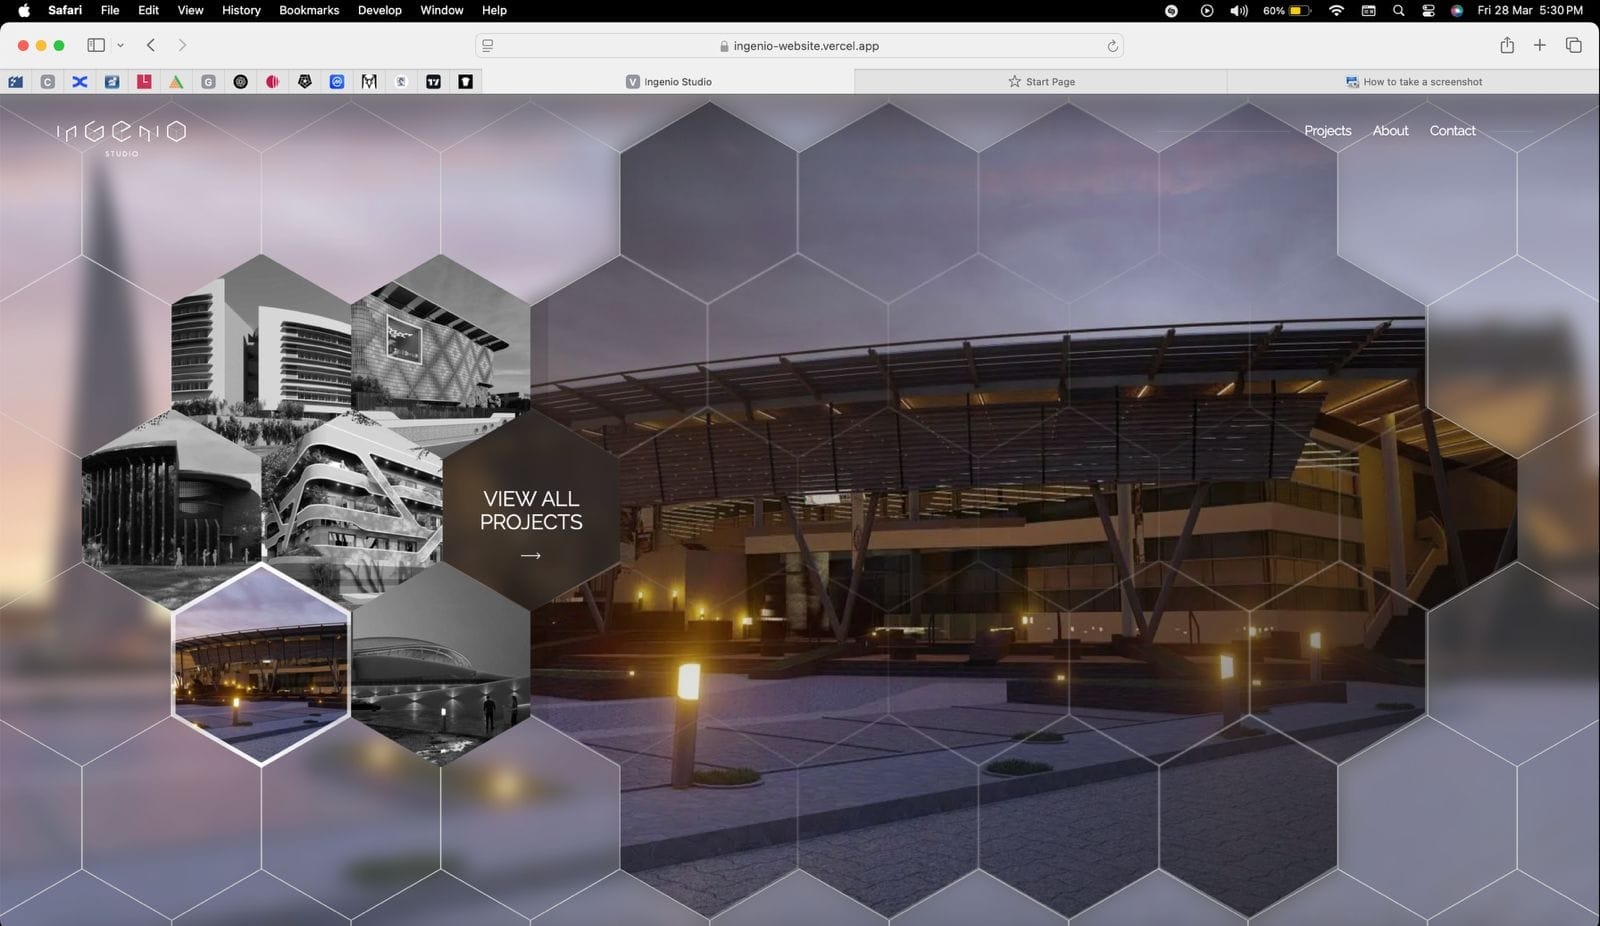 Safari File Edit View History Bookmarks Develop Window Help
60%
Fri 28 Mar 5:30 PM
ingenio-website.vercel.app
V Ingenio Studio
Start Page
How to take a screenshot
INGENIO
STUDIO
Projects About Contact
VIEW ALL
PROJECTS